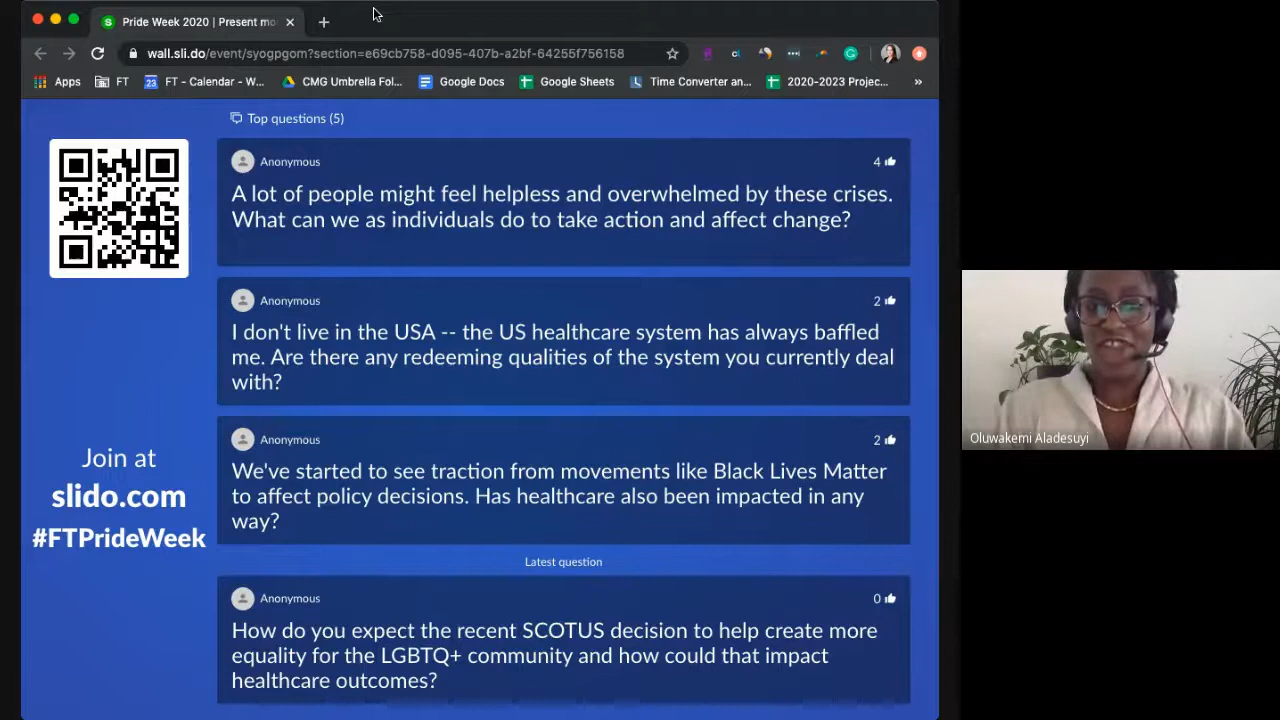 Pride Week 2020 | Present mo
wall.sli.do/event/syogpgom?section=e69cb758-d095-407b-a2bf-64255f756158
Apps
FT
23
FT - Calendar - W...
CMG Umbrella Fol...
Google Docs
Google Sheets
Time Converter an...
2020-2023 Projec...
»
Top questions (5)
Anonymous
4
A lot of people might feel helpless and overwhelmed by these crises.
What can we as individuals do to take action and affect change?
Anonymous
2
I don't live in the USA -- the US healthcare system has always baffled
me. Are there any redeeming qualities of the system you currently deal
with?
Anonymous
2
We've started to see traction from movements like Black Lives Matter
to affect policy decisions. Has healthcare also been impacted in any
way?
Latest question
Anonymous
0
How do you expect the recent SCOTUS decision to help create more
equality for the LGBTQ+ community and how could that impact
healthcare outcomes?
Join at
slido.com
#FTPrideWeek
Oluwakemi Aladesuyi